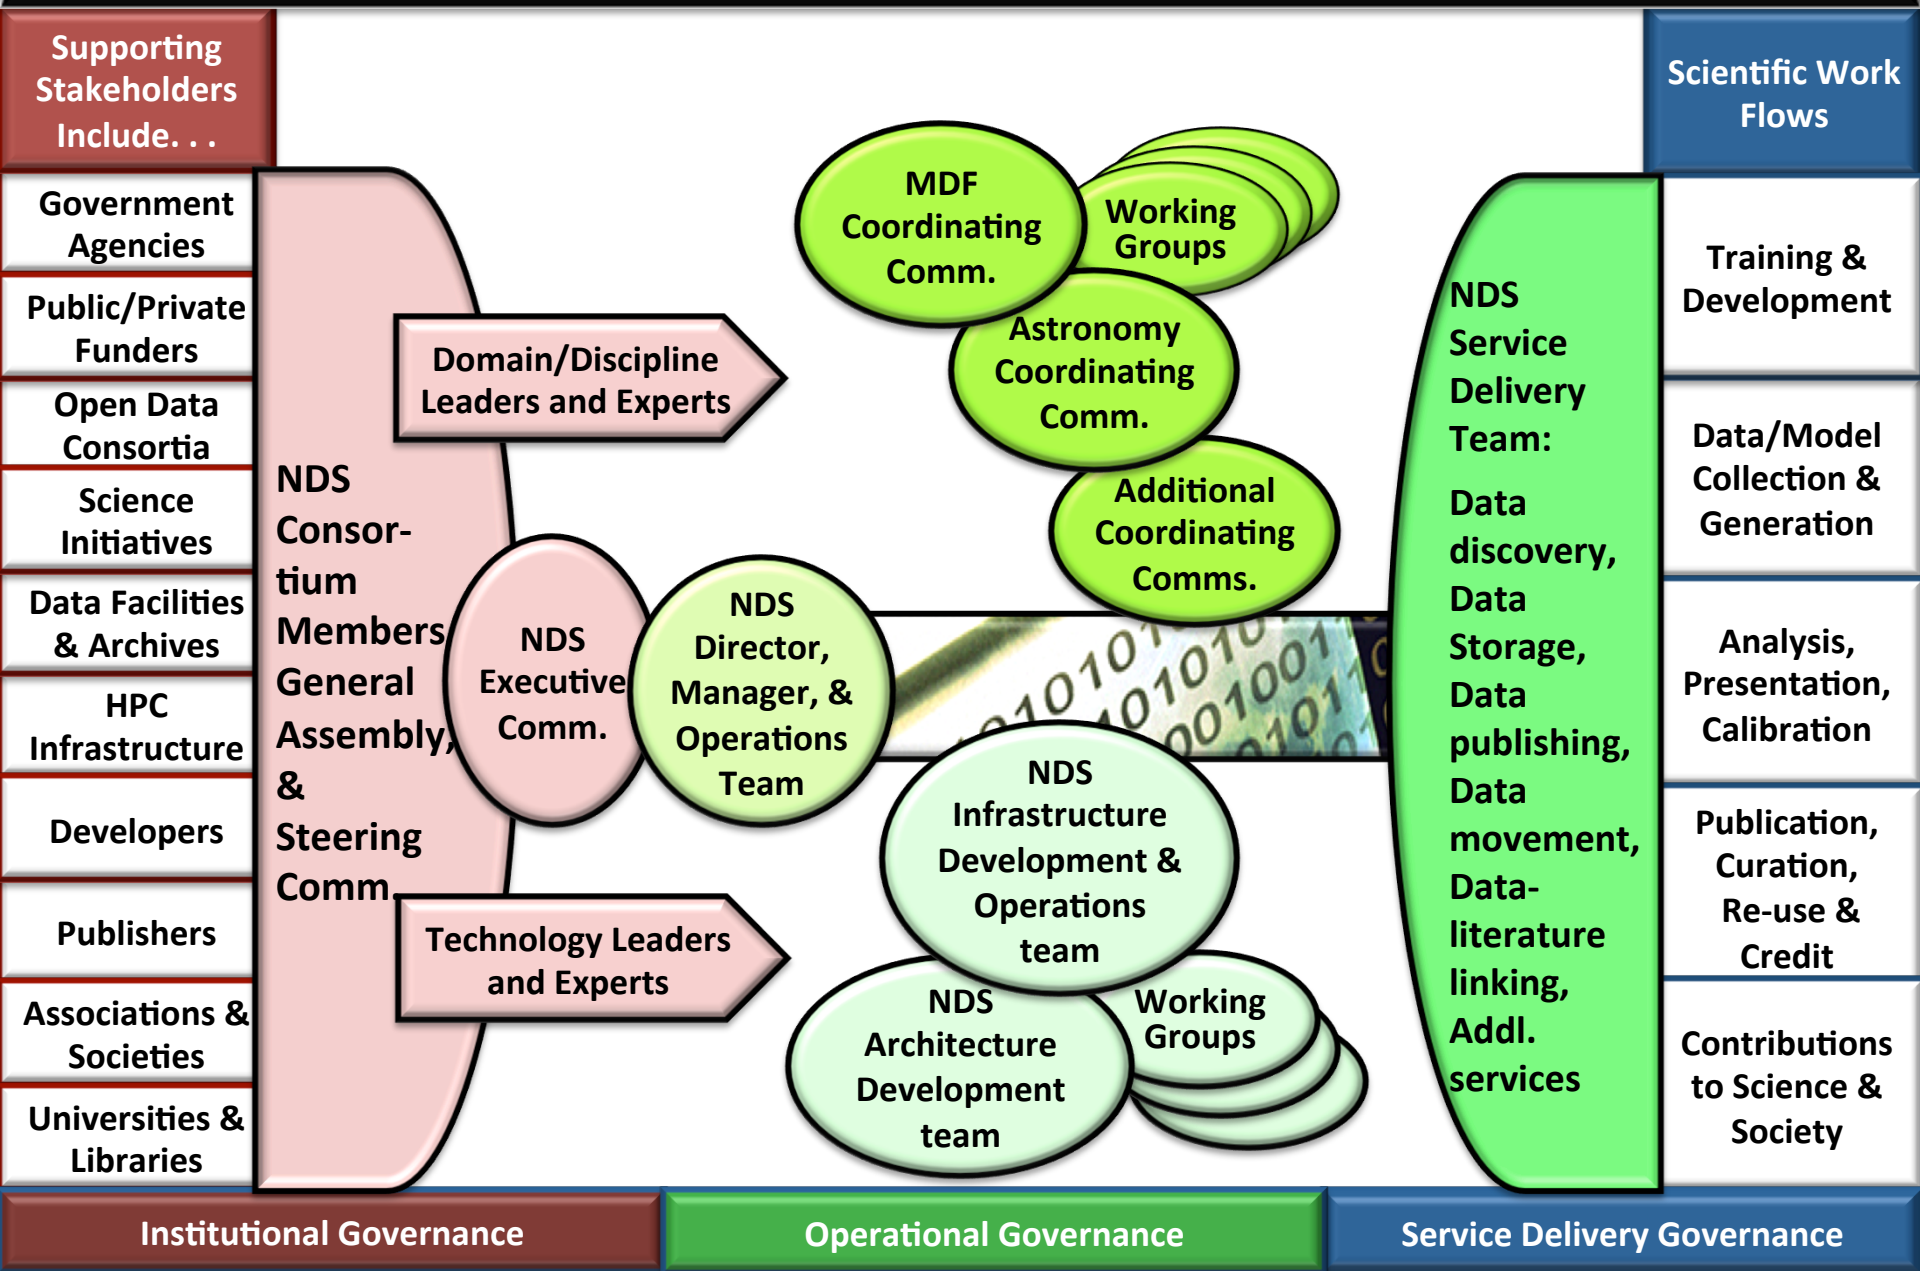 Supporting
Stakeholders
Include. . .
Government
Agencies
Public/Private
Funders
Open Data
Consortia
Science
Initiatives
Data Facilities
& Archives
HPC
Infrastructure
Developers
Publishers
Associations &
Societies
Universities &
Libraries
NDS
Consor-
tium
Members
General
Assembly,
&
Steering
Comm.
Domain/Discipline
Leaders and Experts
NDS
Executive
Comm.
Technology Leaders
and Experts
NDS
Director,
Manager, &
Operations
Team
MDF
Coordinating
Comm.
Working
Groups
Astronomy
Coordinating
Comm.
Additional
Coordinating
Comms.
NDS
Infrastructure
Development &
Operations
team
NDS
Architecture
Development
team
Working
Groups
NDS
Service
Delivery
Team:
Data
discovery,
Data
Storage,
Data
publishing,
Data
movement,
Data-
literature
linking,
Addl.
services
Scientific Work
Flows
Training &
Development
Data/Model
Collection &
Generation
Analysis,
Presentation,
Calibration
Publication,
Curation,
Re-use &
Credit
Contributions
to Science &
Society
Institutional Governance
Operational Governance
Service Delivery Governance